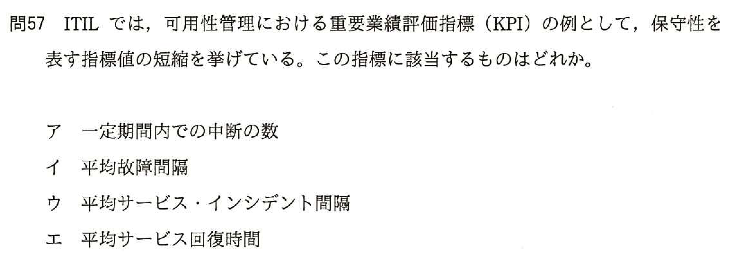 問57 ITIL では，可用性管理における重要業績評価指標（KPI）の例として，保守性を
表す指標値の短縮を挙げている。この指標に該当するものはどれか。
ア 一定期間内での中断の数
イ 平均故障間隔
ウ 平均サービス・インシデント間隔
エ 平均サービス回復時間